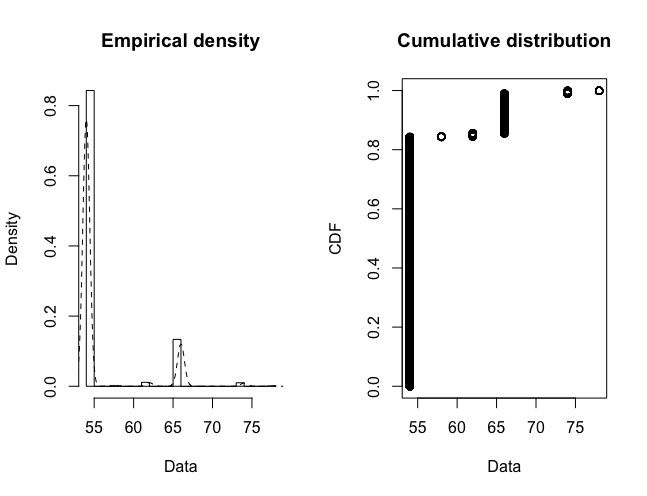 Empirical density
Density
0.0
0.2
0.4
0.6
0.8
55 60 65 70 75
Data
Cumulative distribution
CDF
0.0
0.2
0.4
0.6
0.8
1.0
55 60 65 70 75
Data